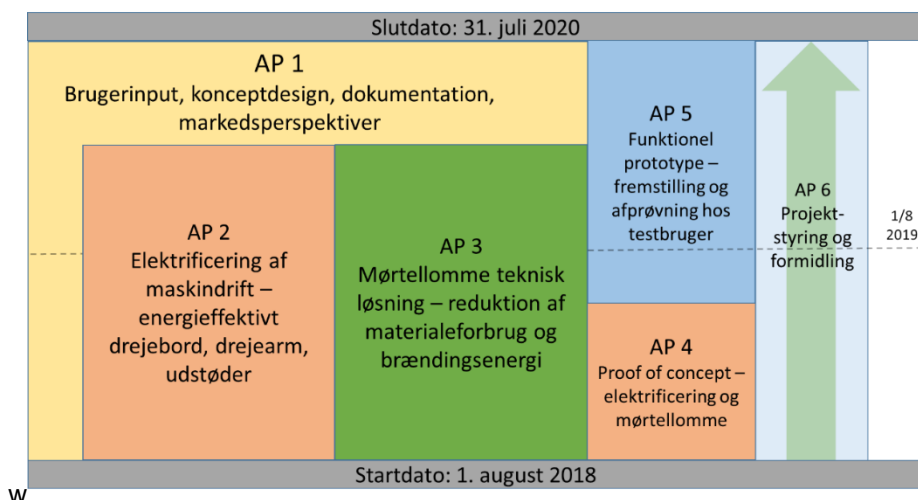 Slutdato: 31. juli 2020
AP 1
Brugerinput, konceptdesign, dokumentation,
markedsperspektiver
AP 2
Elektrificering af
maskindrift –
energieffektivt
drejebord, drejearm,
udstøder
AP 3
Mørtellomme teknisk
løsning – reduktion af
materialeforbrug og
brændingsenergi
AP 5
Funktionel
prototype –
fremstilling og
afprøvning hos
testbruger
AP 4
Proof of concept –
elektrificering og
mørtellomme
AP 6
Projekt-
styring og
formidling
1/8
2019
Startdato: 1. august 2018
w